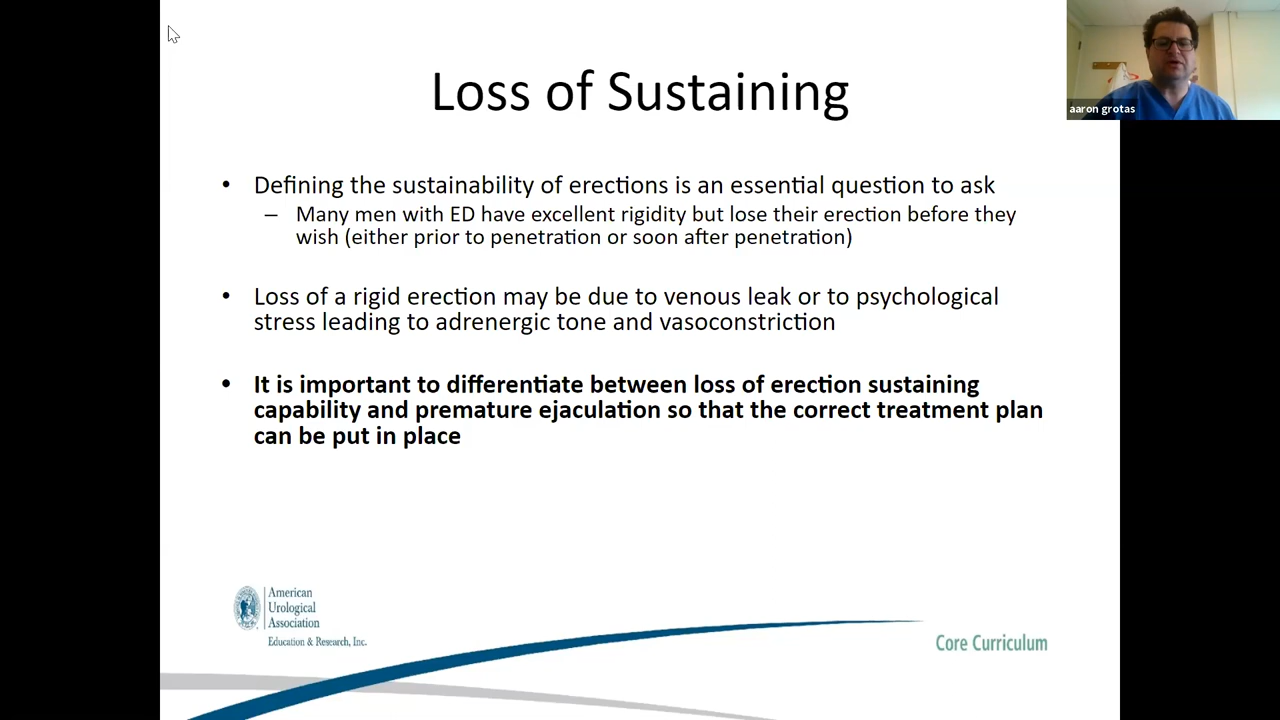 Loss of Sustaining
aaron grotas
• Defining the sustainability of erections is an essential question to ask
– Many men with ED have excellent rigidity but lose their erection before they
wish (either prior to penetration or soon after penetration)
• Loss of a rigid erection may be due to venous leak or to psychological
stress leading to adrenergic tone and vasoconstriction
• It is important to differentiate between loss of erection sustaining
capability and premature ejaculation so that the correct treatment plan
can be put in place
American
Urological
Association
Education & Research, Inc.
Core Curriculum